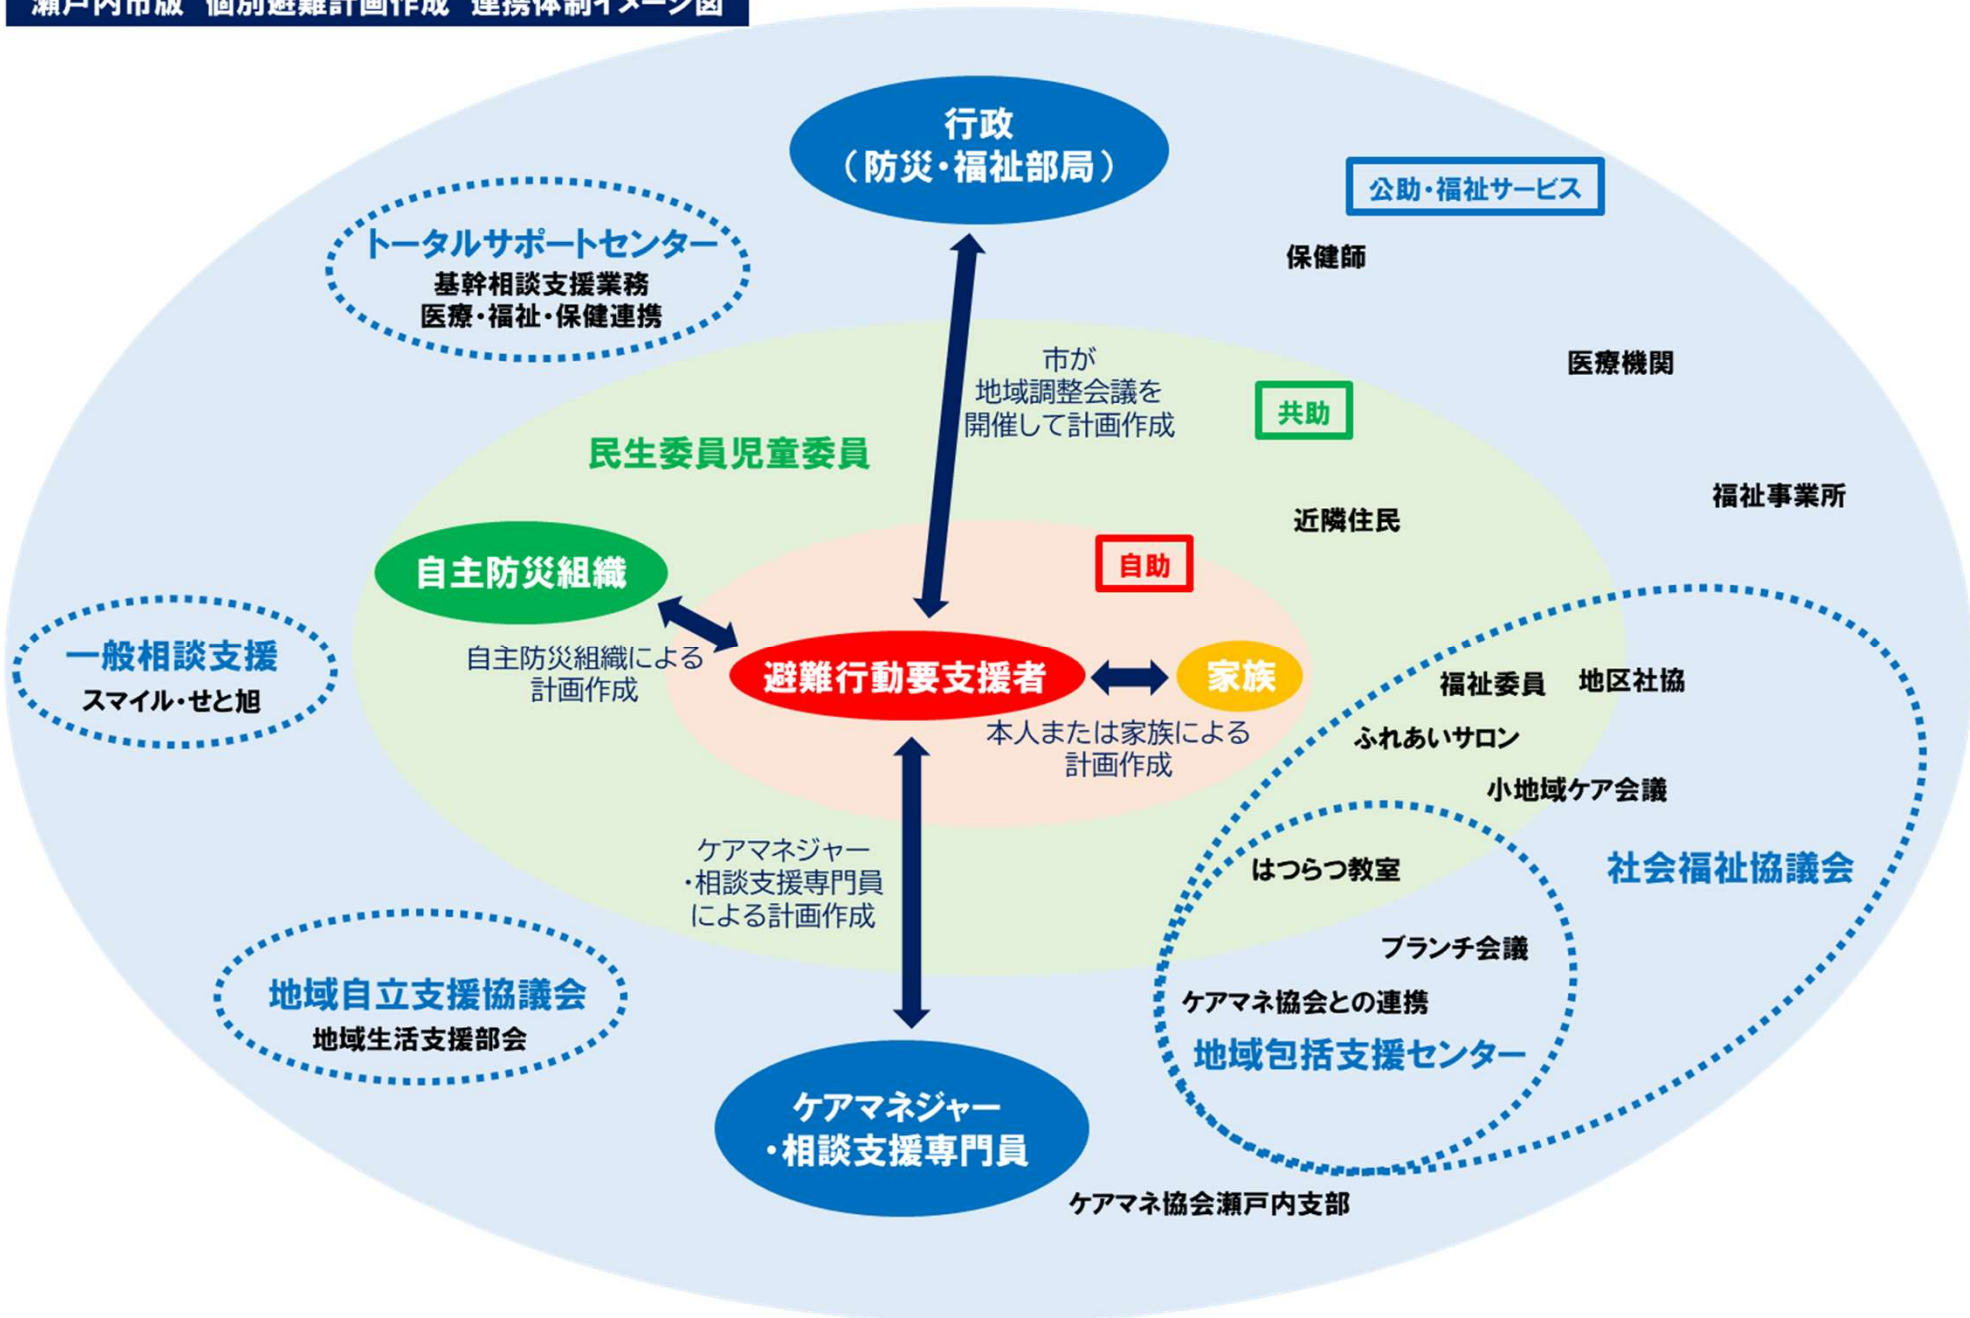 瀬戸内市版 個別避難計画作成 連携体制イメージ図
行政
（防災・福祉部局）
公助・福祉サービス
トータルサポートセンター
基幹相談支援業務
医療・福祉・保健連携
保健師
医療機関
市が
地域調整会議を
開催して計画作成
共助
民生委員児童委員
福祉事業所
近隣住民
自助
自主防災組織
自主防災組織による
計画作成
一般相談支援
スマイル・せと旭
避難行動要支援者
家族
本人または家族による
計画作成
福祉委員
地区社協
ふれあいサロン
小地域ケア会議
社会福祉協議会
ケアマネジャー
・相談支援専門員
による計画作成
はつらつ教室
ブランチ会議
ケアマネ協会との連携
地域包括支援センター
地域自立支援協議会
地域生活支援部会
ケアマネジャー
・相談支援専門員
ケアマネ協会瀬戸内支部